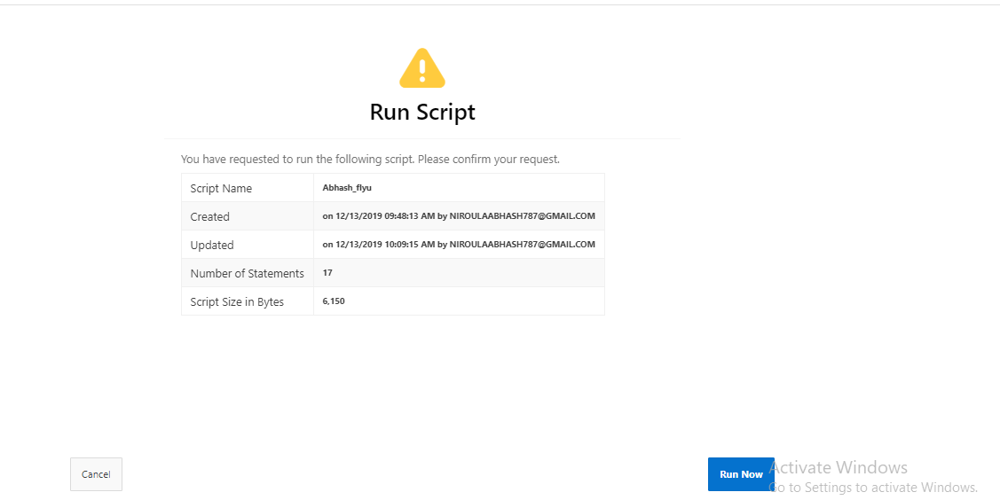 Run Script
You have requested to run the following script. Please confirm your request.
Script Name Abhash_flyu
Created on 12/13/2019 09:48:13 AM by NIROULAABHASH787@GMAIL.COM
Updated on 12/13/2019 10:09:15 AM by NIROULAABHASH787@GMAIL.COM
Number of Statements 17
Script Size in Bytes 6,150
Cancel
Run Now
Activate Windows
Go to Settings to activate Windows.